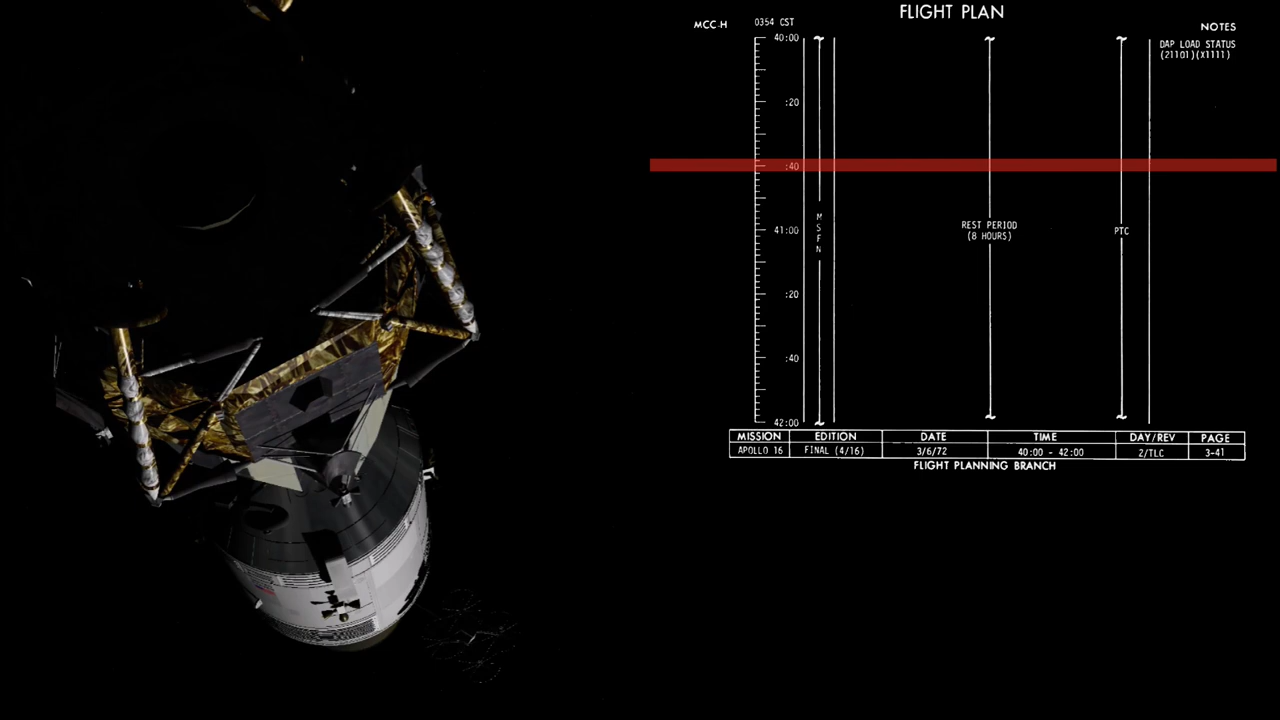 FLIGHT PLAN
MCC-H
0354 CST
NOTES
40:00
DAP LOAD STATUS
(21101)(X1111)
:20
:40
MSFN
REST PERIOD
(8 HOURS)
41:00
PTC
:20
:40
42:00
MISSION EDITION DATE TIME DAY/REV PAGE
APOLLO 16 FINAL (4/16) 3/6/72 40:00 - 42:00 2/TLC 3-41
FLIGHT PLANNING BRANCH